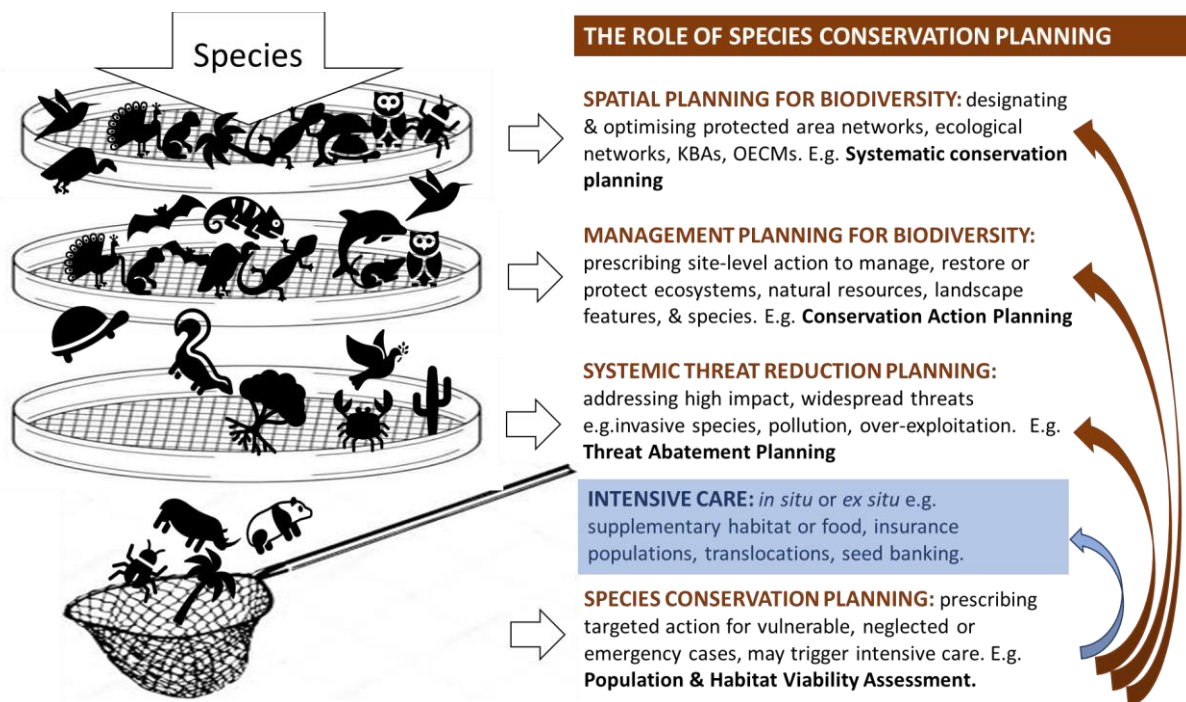 Species
THE ROLE OF SPECIES CONSERVATION PLANNING
SPATIAL PLANNING FOR BIODIVERSITY: designating
& optimising protected area networks, ecological
networks, KBAs, OECMs. E.g. Systematic conservation
planning
MANAGEMENT PLANNING FOR BIODIVERSITY:
prescribing site-level action to manage, restore or
protect ecosystems, natural resources, landscape
features, & species. E.g. Conservation Action Planning
SYSTEMIC THREAT REDUCTION PLANNING:
addressing high impact, widespread threats
e.g.invasive species, pollution, over-exploitation. E.g.
Threat Abatement Planning
INTENSIVE CARE: in situ or ex situ e.g.
supplementary habitat or food, insurance
populations, translocations, seed banking.
SPECIES CONSERVATION PLANNING: prescribing
targeted action for vulnerable, neglected or
emergency cases, may trigger intensive care. E.g.
Population & Habitat Viability Assessment.